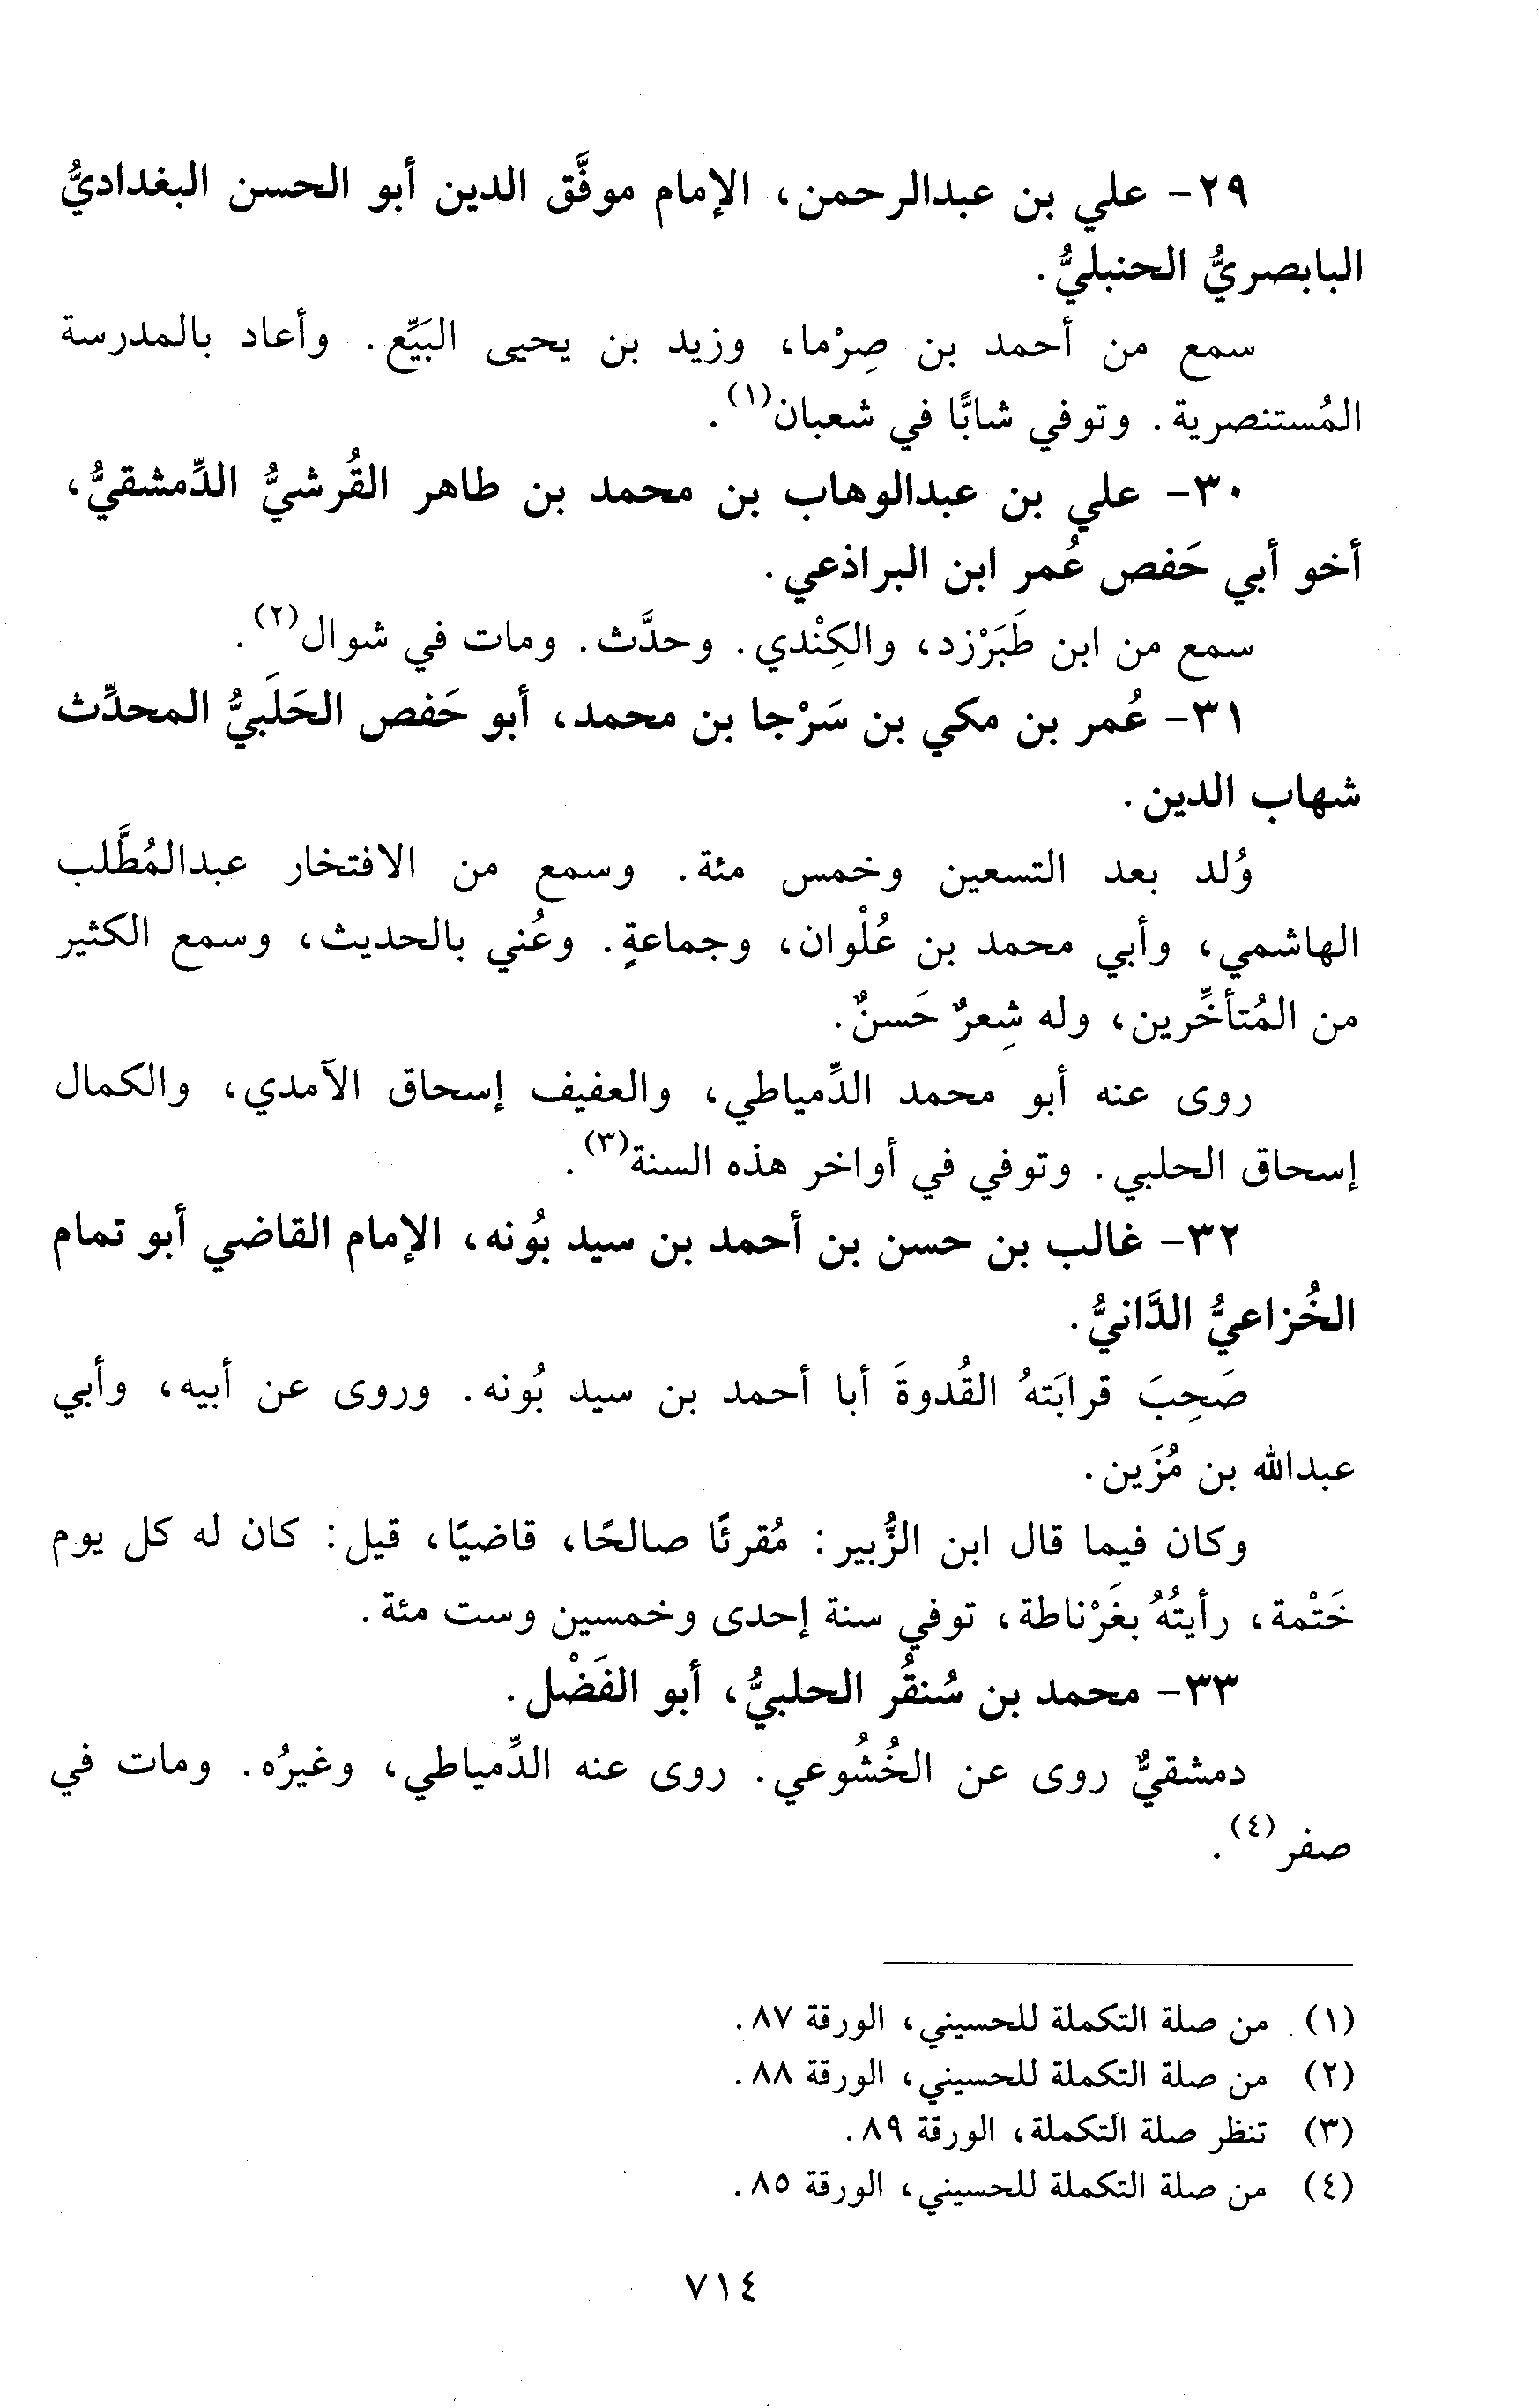 ٢٩- علي بن عبدالرحمن، الإمام موفَّق الدين أبو الحسن البغداديُّ
البابصريُّ الحنبليُّ.
سمع من أحمد بن صِرْما، وزيد بن يحيى البَيِّع. وأعاد بالمدرسة
المُستنصرية. وتوفي شابًّا في شعبان(١).
٣٠- علي بن عبدالوهاب بن محمد بن طاهر القُرشيُّ الدِّمشقيُّ،
أخو أبي حَفص عُمر ابن البراذعي.
سمع من ابن طَبَرْزد، والكِنْدي. وحدَّث. ومات في شوال(٢).
٣١- عُمر بن مكي بن سَرْجا بن محمد، أبو حَفص الحَلَبيُّ المحدِّث
شهاب الدين.
وُلد بعد التسعين وخمس مئة. وسمع من الافتخار عبدالمُطَّلب
الهاشمي، وأبي محمد بن عُلْوان، وجماعةٍ. وعُني بالحديث، وسمع الكثير
من المُتأخِّرين، وله شِعرٌ حَسنٌ.
روى عنه أبو محمد الدِّمياطي، والعفيف إسحاق الآمدي، والكمال
إسحاق الحلبي. وتوفي في أواخر هذه السنة(٣).
٣٢- غالب بن حسن بن أحمد بن سيد بُونه، الإمام القاضي أبو تمام
الخُزاعيُّ الدَّانيُّ.
صَحِبَ قرابَتهُ القُدوةَ أبا أحمد بن سيد بُونه. وروى عن أبيه، وأبي
عبدالله بن مُزَين.
وكان فيما قال ابن الزُّبير: مُقرئًا صالحًا، قاضيًا، قيل: كان له كل يوم
خَتْمة، رأيتُهُ بغَرْناطة، توفي سنة إحدى وخمسين وست مئة.
٣٣- محمد بن سُنقُر الحلبيُّ، أبو الفَضْل.
دمشقيٌّ روى عن الخُشُوعي. روى عنه الدِّمياطي، وغيرُه. ومات في
صفر(٤).
(١) من صلة التكملة للحسيني، الورقة ٨٧.
(٢) من صلة التكملة للحسيني، الورقة ٨٨.
(٣) تنظر صلة التكملة، الورقة ٨٩.
(٤) من صلة التكملة للحسيني، الورقة ٨٥.
٧١٤